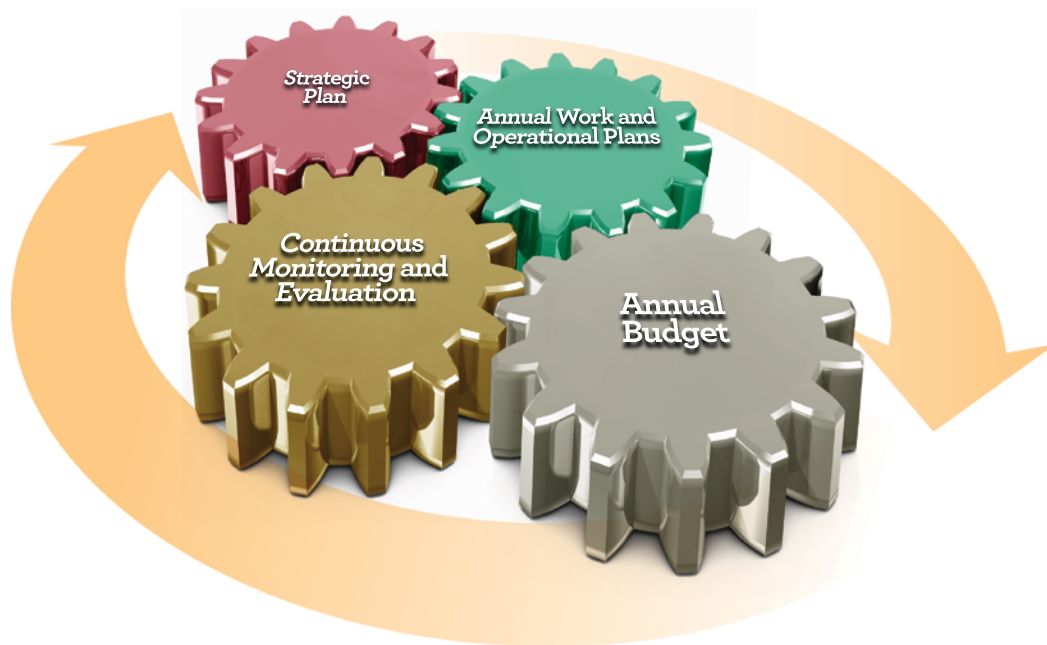 Strategic
Plan
Annual Work and
Operational Plans
Continuous
Monitoring and
Evaluation
Annual
Budget